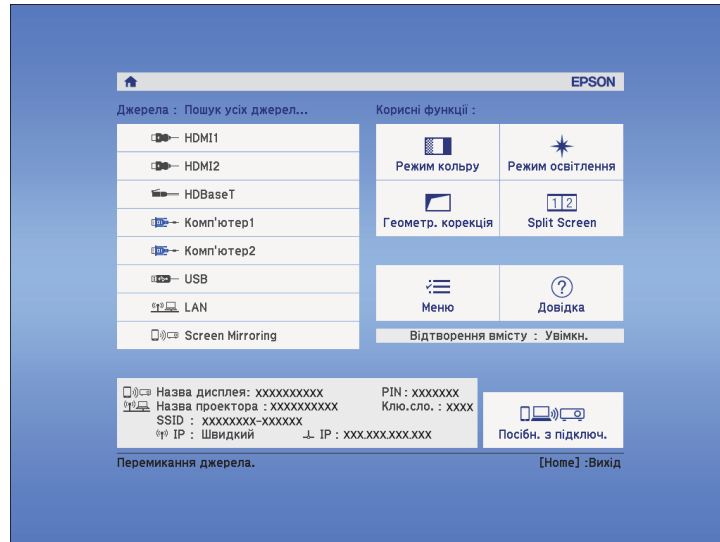 EPSON
Джерела : Пошук усіх джерел...
HDMI1
HDMI2
HDBaseT
Комп'ютер1
Комп'ютер2
USB
LAN
Screen Mirroring
Корисні функції :
Режим кольру
Режим освітлення
Геометр. корекція
1 2
Split Screen
Меню
?
Довідка
Відтворення вмісту : Увімкн.
Назва дисплея: xxxxxxxxxx PIN : xxxxxxx
Назва проектора : xxxxxxxxxx Клю.сло. : xxxx
SSID : xxxxxxxx-xxxxxx
IP : Швидкий IP : xxx.xxx.xxx.xxx
Посібн. з підключ.
Перемикання джерела. [Home] :Вихід